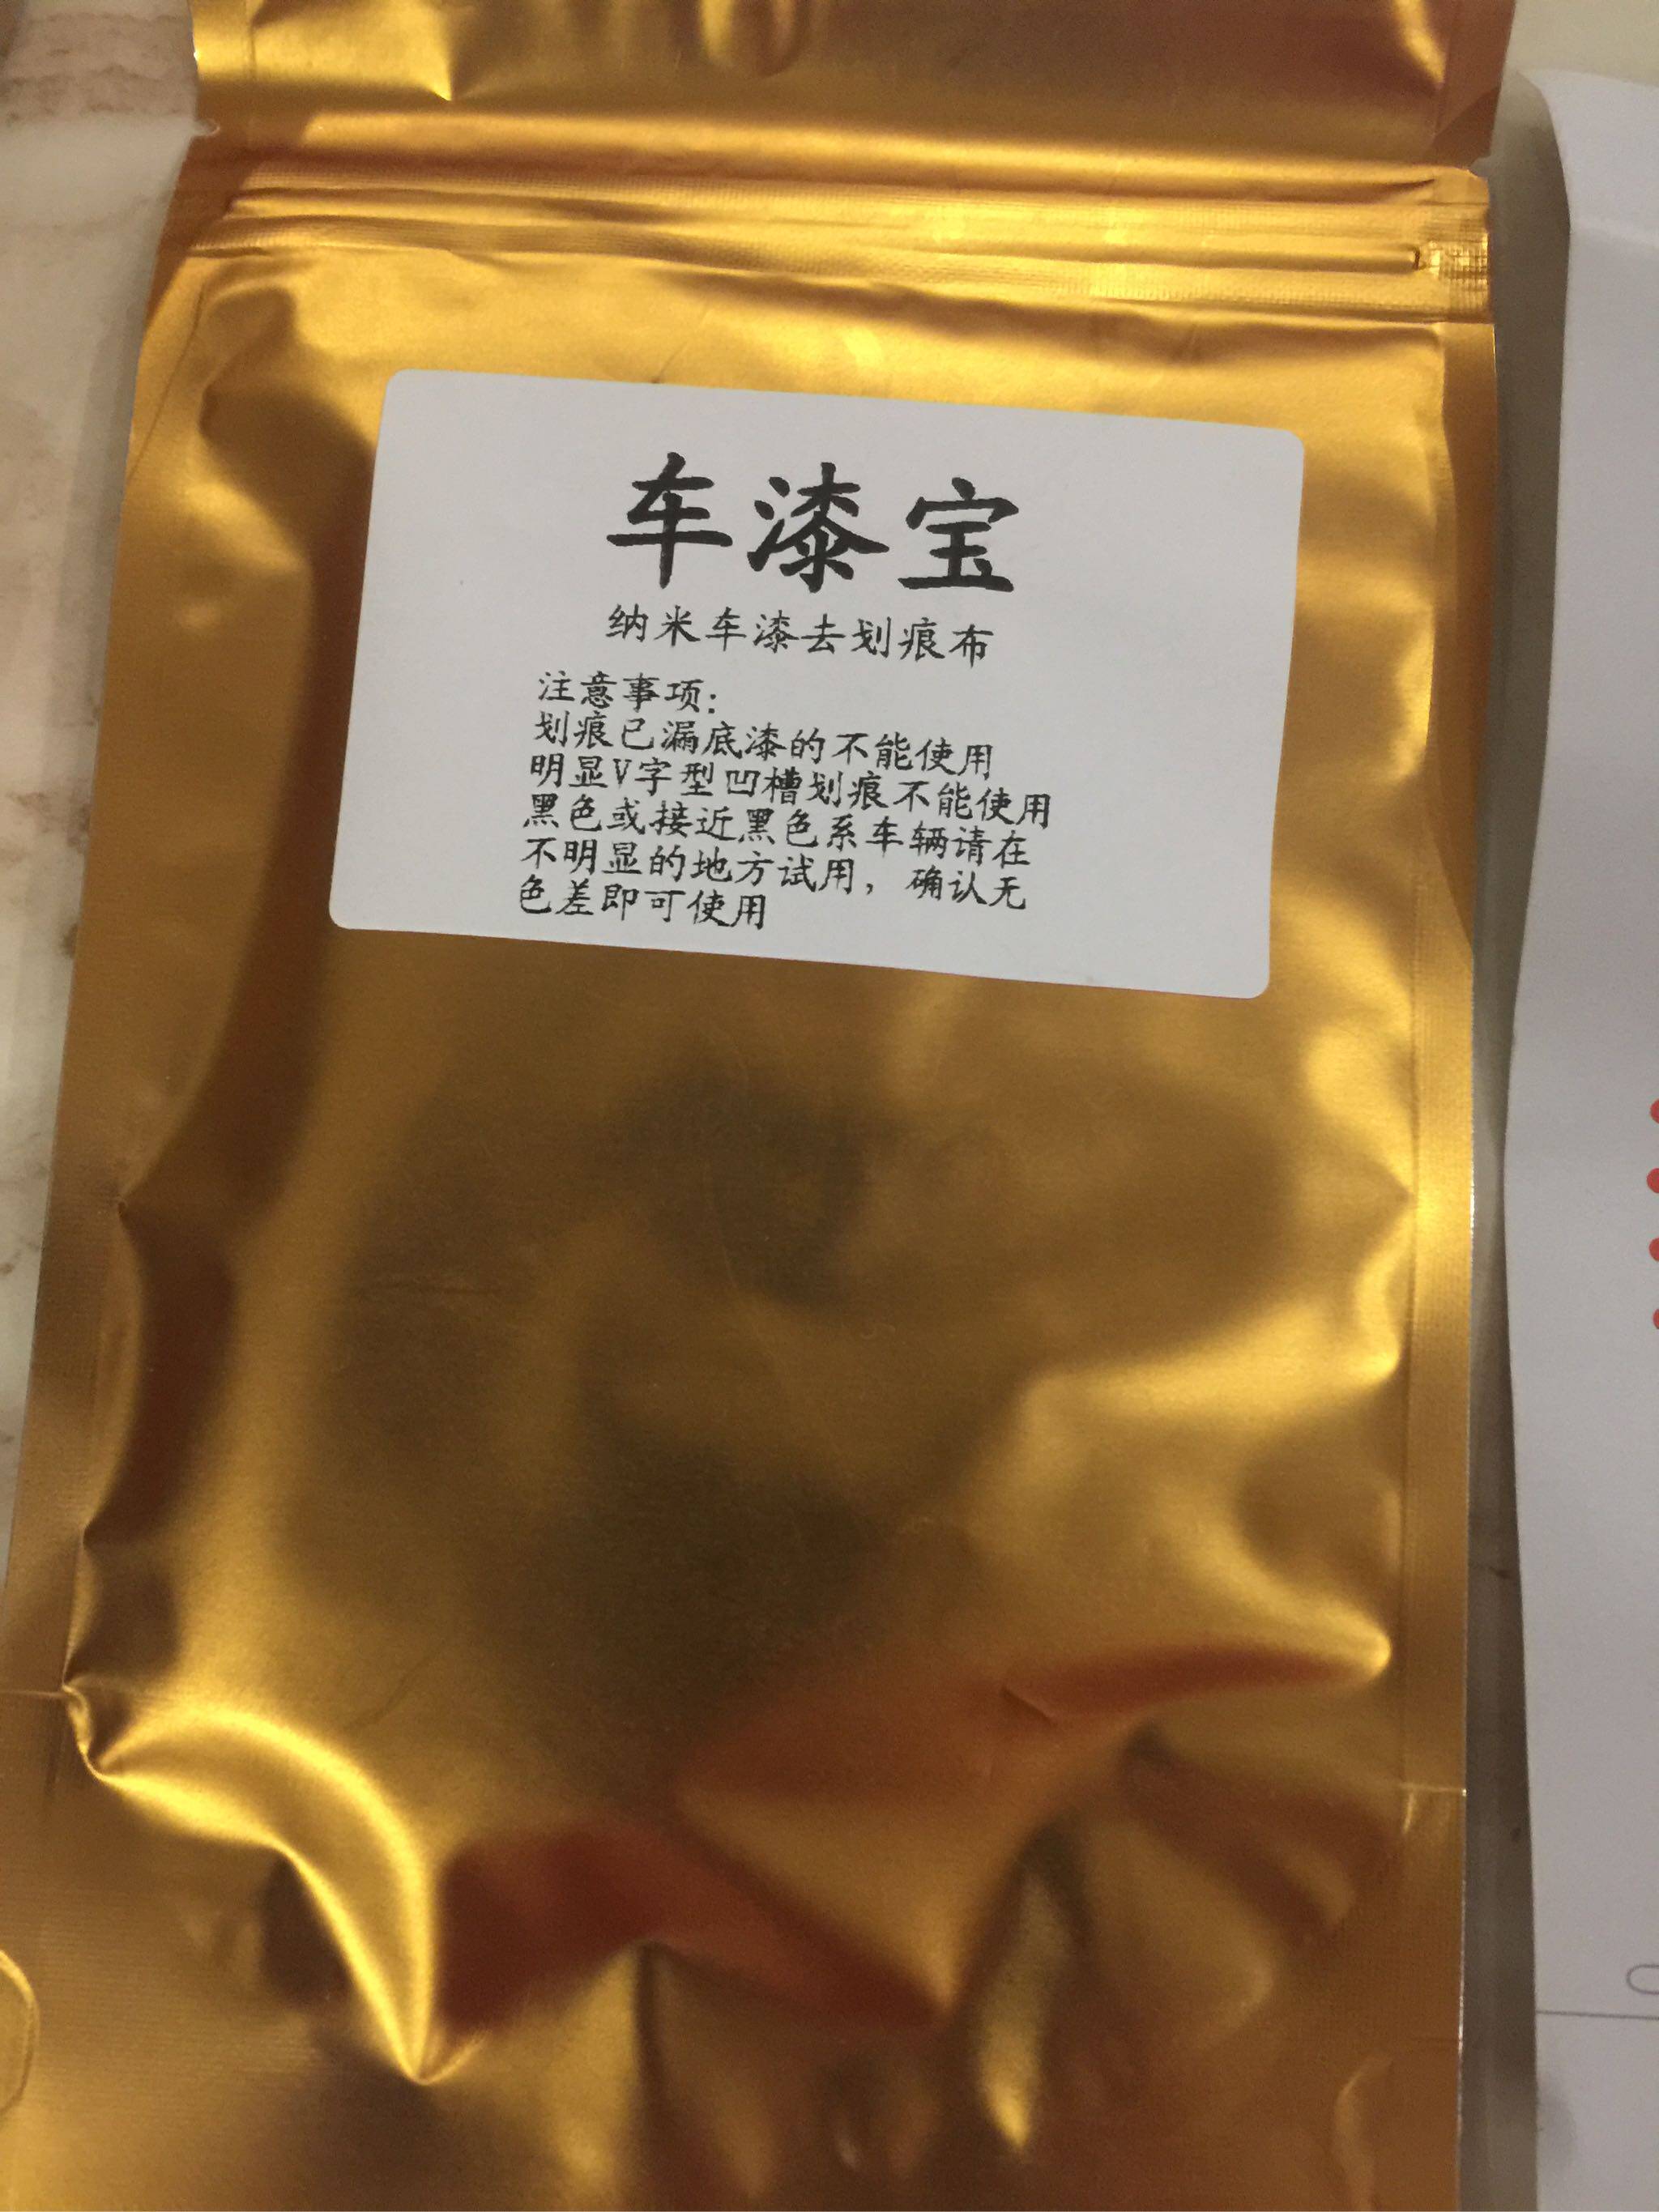 车漆宝
纳米车漆去划痕布
注意事项：
划痕已漏底漆的不能使用
明显V字型凹槽划痕不能使用
黑色或接近黑色系车辆请在
不明显的地方试用，确认无
色差即可使用